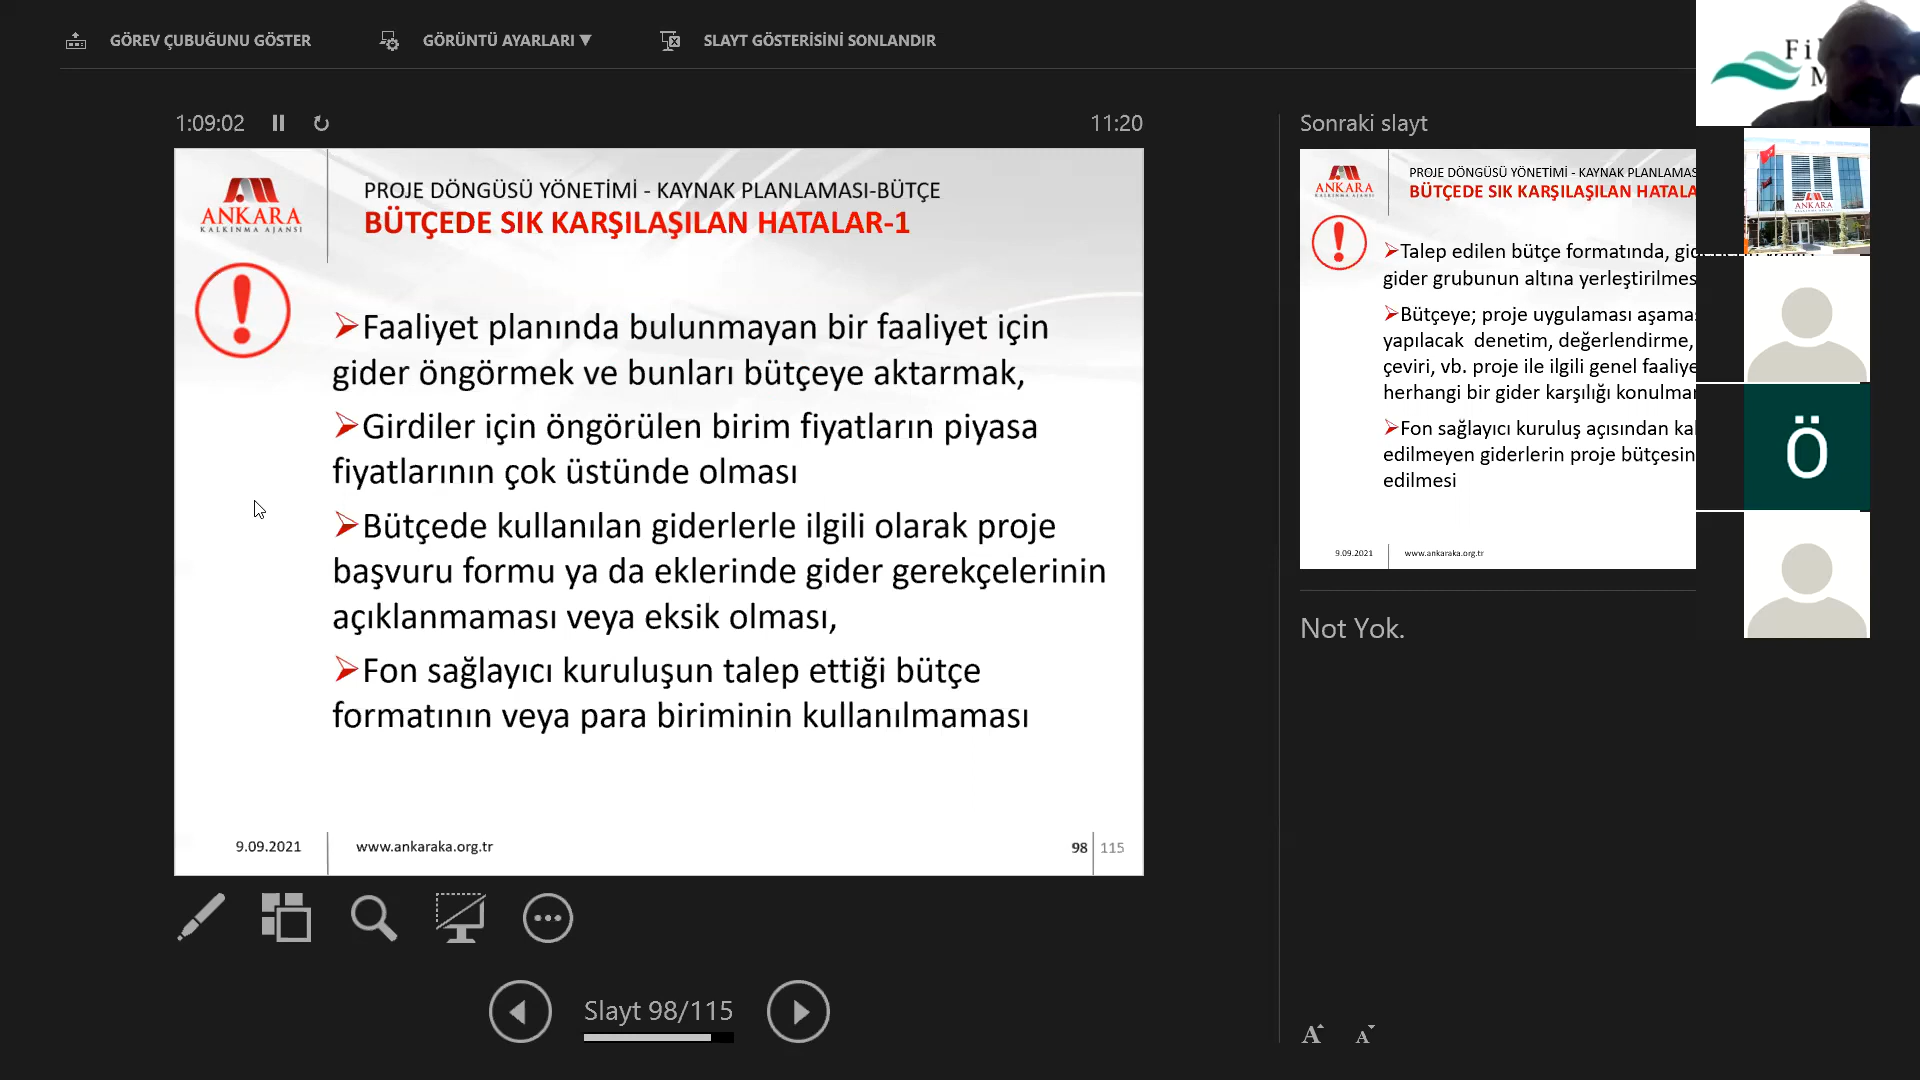 GÖREV ÇUBUĞUNU GÖSTER
GÖRÜNTÜ AYARLARI ▼
SLAYT GÖSTERİSİNİ SONLANDIR
1:09:02
11:20
ANKARA
KALKINMA AJANSI
PROJE DÖNGÜSÜ YÖNETİMİ - KAYNAK PLANLAMASI-BÜTÇE
BÜTÇEDE SIK KARŞILAŞILAN HATALAR-1
Faaliyet planında bulunmayan bir faaliyet için
gider öngörmek ve bunları bütçeye aktarmak,
Girdiler için öngörülen birim fiyatların piyasa
fiyatlarının çok üstünde olması
Bütçede kullanılan giderlerle ilgili olarak proje
başvuru formu ya da eklerinde gider gerekçelerinin
açıklanmaması veya eksik olması,
Fon sağlayıcı kuruluşun talep ettiği bütçe
formatının veya para biriminin kullanılmaması
9.09.2021
www.ankaraka.org.tr
98
115
Slayt 98/115
Sonraki slayt
ANKARA
KALKINMA AJANSI
PROJE DÖNGÜSÜ YÖNETİMİ - KAYNAK PLANLAMAS
BÜTÇEDE SIK KARŞILAŞILAN HATALA
Talep edilen bütçe formatında, gi
gider grubunun altına yerleştirilmes
Bütçeye; proje uygulaması aşama
yapılacak denetim, değerlendirme,
çeviri, vb. proje ile ilgili genel faaliye
herhangi bir gider karşılığı konulma
Fon sağlayıcı kuruluş açısından ka
edilmeyen giderlerin proje bütçesin
edilmesi
9.09.2021
www.ankaraka.org.tr
Not Yok.
A
A
Fi
M
ANKARA
Ö